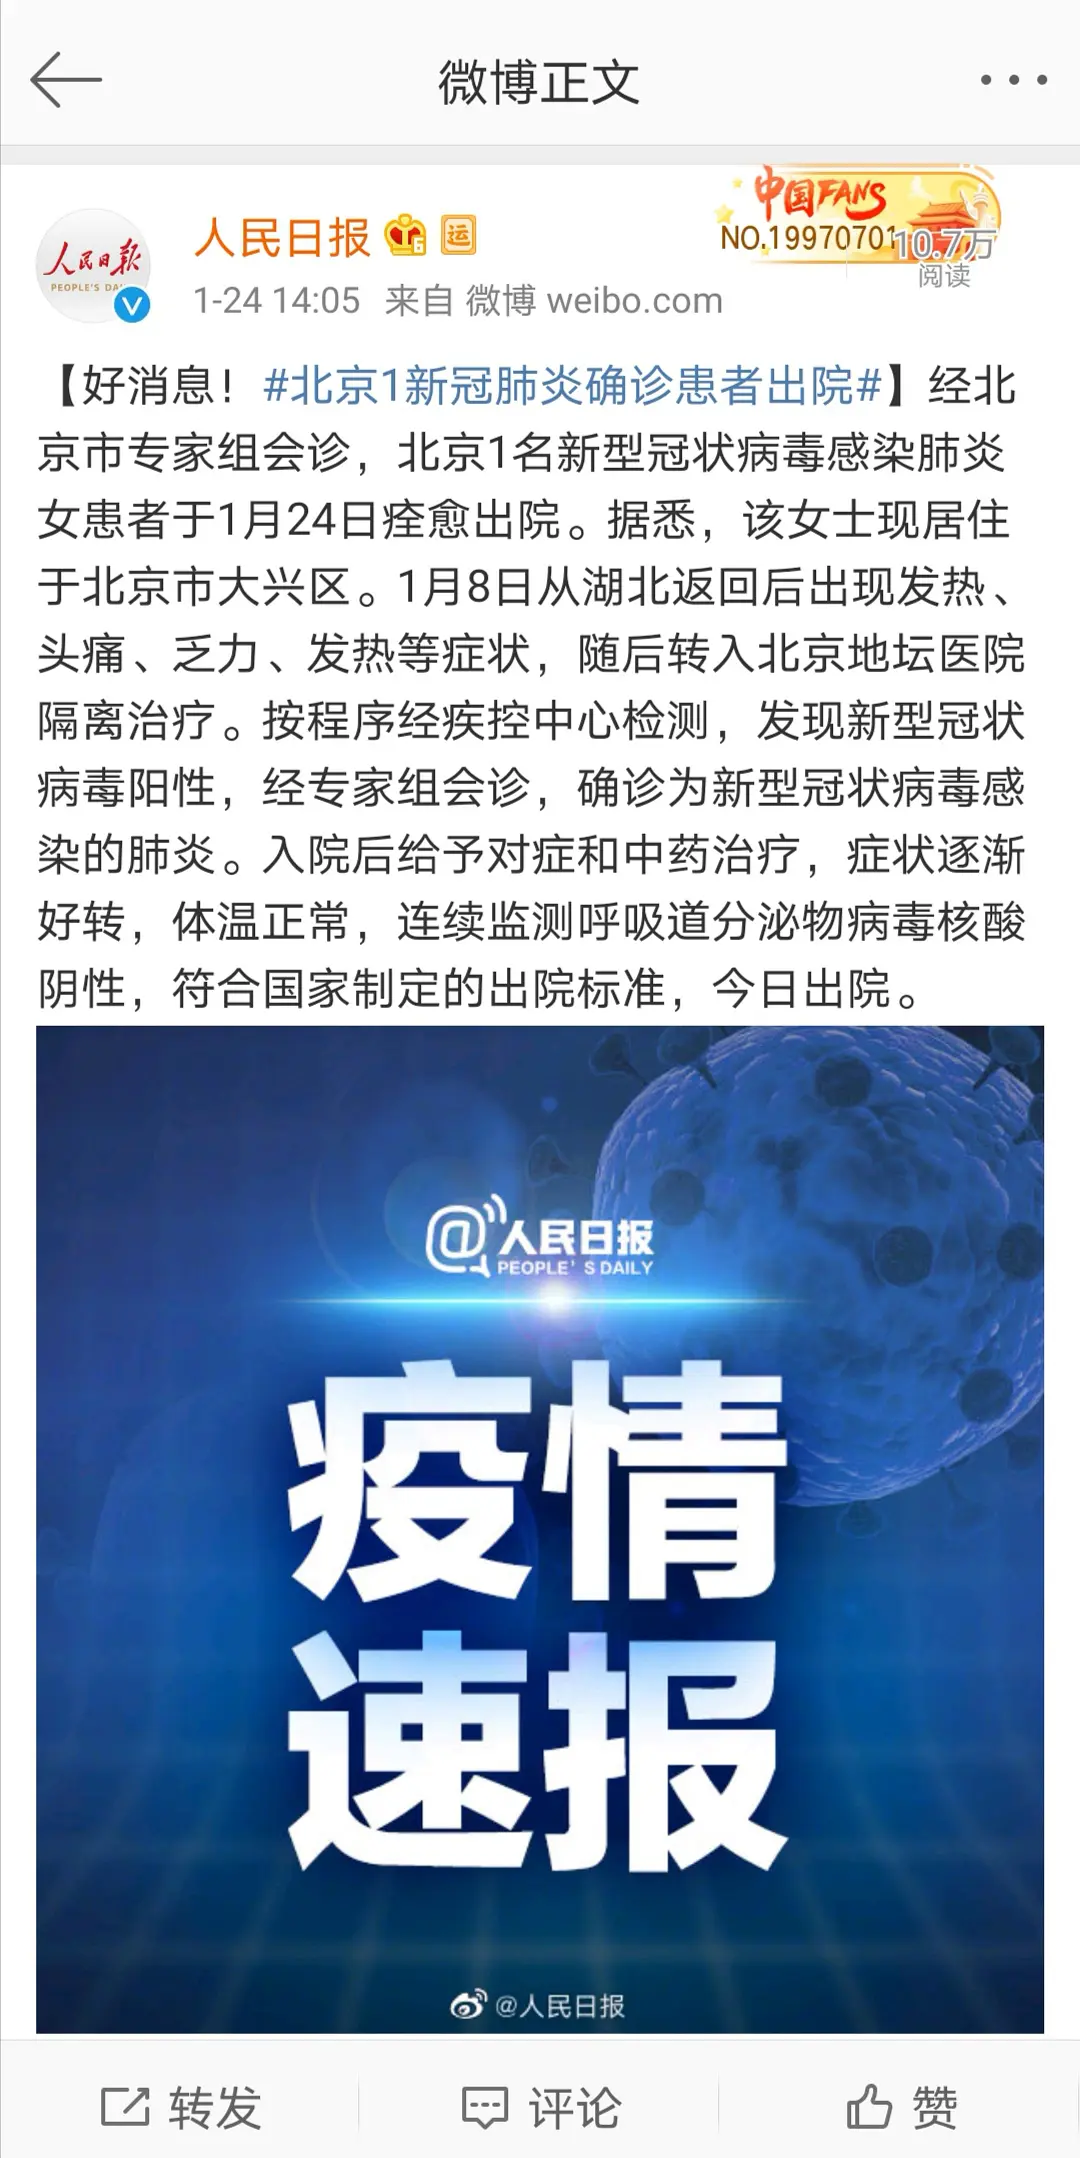 微博正文
中国FANS
人民日报
PEOPLE'S DA
人民日报
运
NO.19970701
10.7万
阅读
1-24 14:05 来自 微博 weibo.com
【好消息！#北京1新冠肺炎确诊患者出院#】经北
京市专家组会诊，北京1名新型冠状病毒感染肺炎
女患者于1月24日痊愈出院。据悉，该女士现居住
于北京市大兴区。1月8日从湖北返回后出现发热、
头痛、乏力、发热等症状，随后转入北京地坛医院
隔离治疗。按程序经疾控中心检测，发现新型冠状
病毒阳性，经专家组会诊，确诊为新型冠状病毒感
染的肺炎。入院后给予对症和中药治疗，症状逐渐
好转，体温正常，连续监测呼吸道分泌物病毒核酸
阴性，符合国家制定的出院标准，今日出院。
@人民日报
PEOPLE'S DAILY
疫情
速报
@人民日报
转发 评论 赞